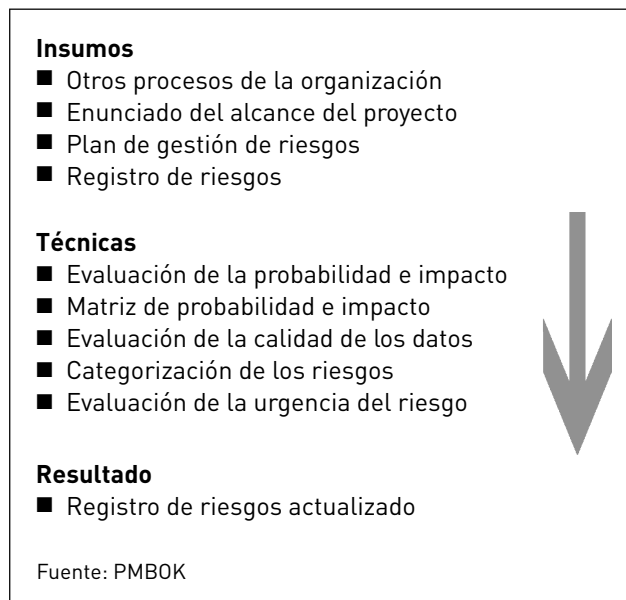 Insumos
■ Otros procesos de la organización
■ Enunciado del alcance del proyecto
■ Plan de gestión de riesgos
■ Registro de riesgos
Técnicas
■ Evaluación de la probabilidad e impacto
■ Matriz de probabilidad e impacto
■ Evaluación de la calidad de los datos
■ Categorización de los riesgos
■ Evaluación de la urgencia del riesgo
Resultado
■ Registro de riesgos actualizado
Fuente: PMBOK